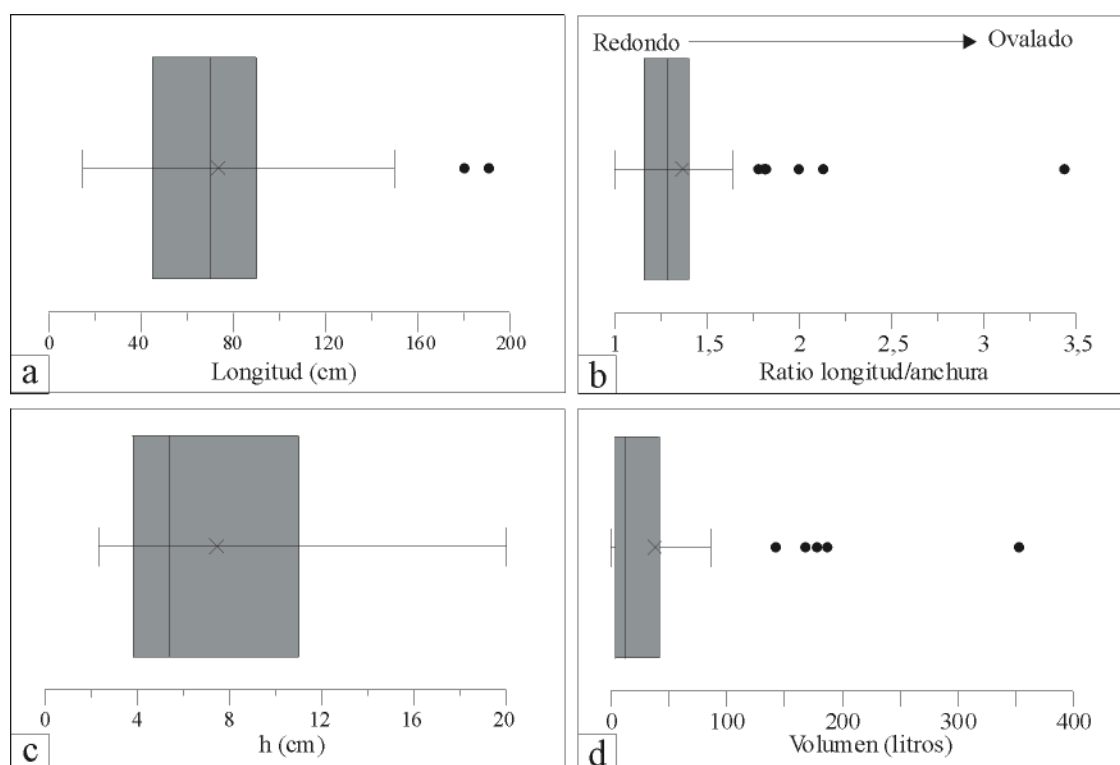 0 40 80 120 160 200
Longitud (cm)
a
Redondo Ovalado
1 1,5 2 2,5 3 3,5
Ratio longitud/anchura
b
0 4 8 12 16 20
h (cm)
c
0 100 200 300 400
Volumen (litros)
d